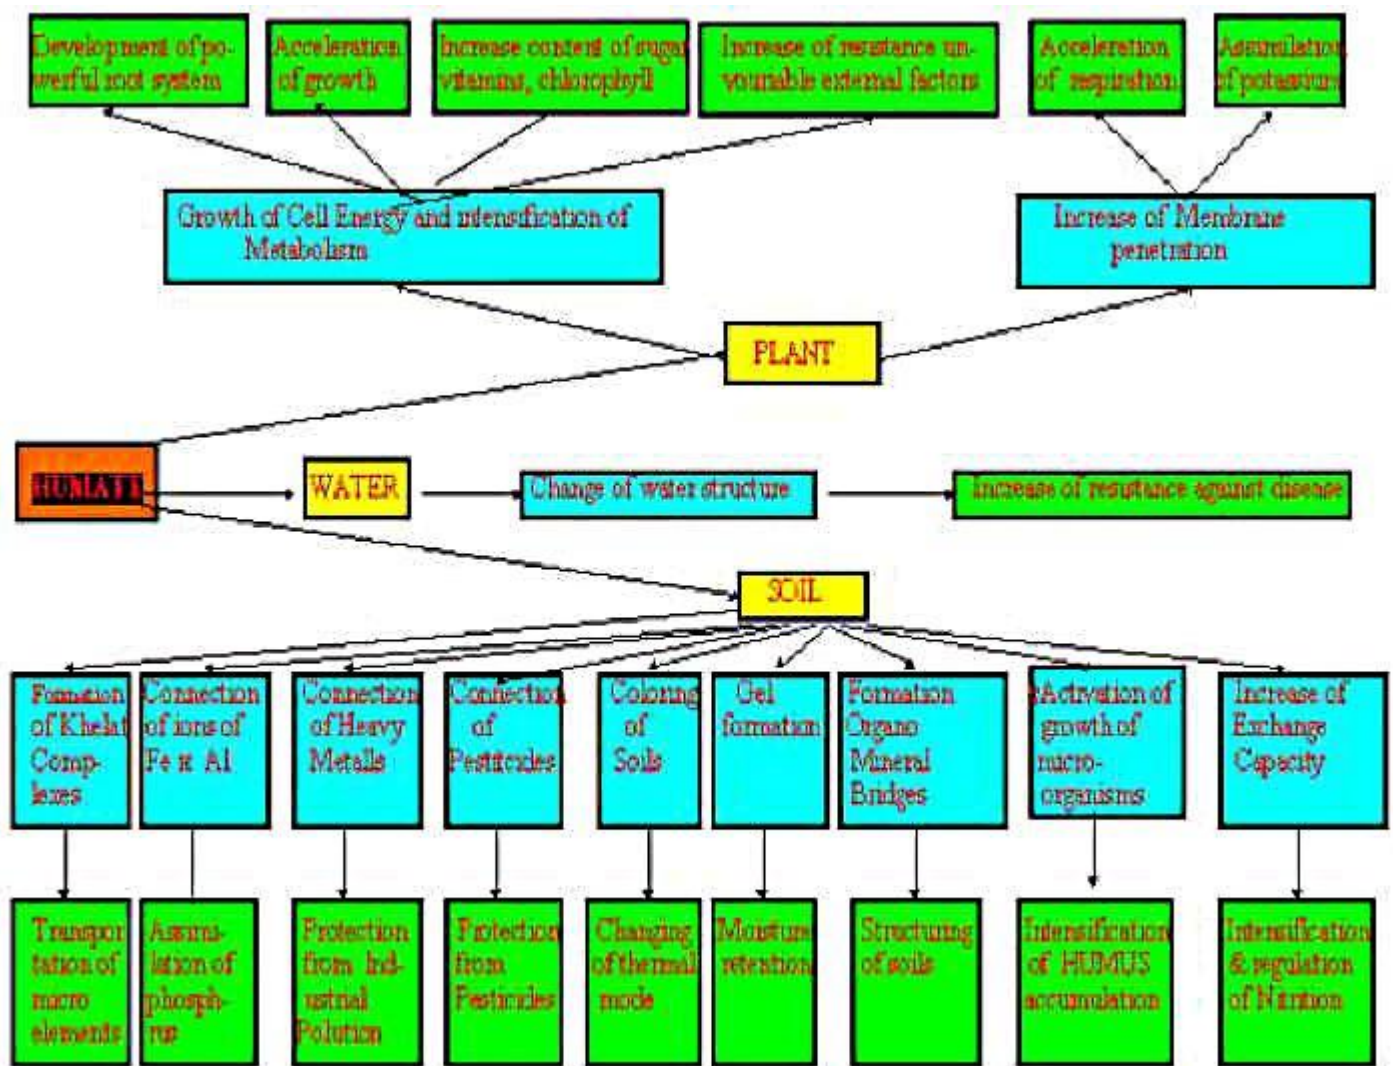 Development of po-
werful root system
Acceleration
of growth
Increase content of sugar
vitamins, chlorophyll
Increase of resistance un-
vourable external factors
Acceleration
of respiration
Assimilation
of potassium
Growth of Cell Energy and intensification of
Metabolism
Increase of Membrane
penetration
PLANT
HUMATE
WATER
Change of water structure
Increase of resistance against disease
SOIL
Formation
of Khelat
Comp-
lexes
Connection
of ions of
Fe и Al
Connection
of Heavy
Metalls
Connection
of
Pestitcides
Coloring
of
Soils
Gel
formation
Formation
Organo
Mineral
Bridges
Activation of
growth of
micro-
organisms
Increase of
Exchange
Capacity
Transpor
tation of
micro
elements
Assimi-
lation of
phosph-
rus
Protection
from Ind-
ustrial
Polution
Protection
from
Pesticides
Changing
of thermal
mode
Moisture
retention
Structuring
of soils
Intensification
of HUMUS
accumulation
Intensification
& regulation
of Nutrition